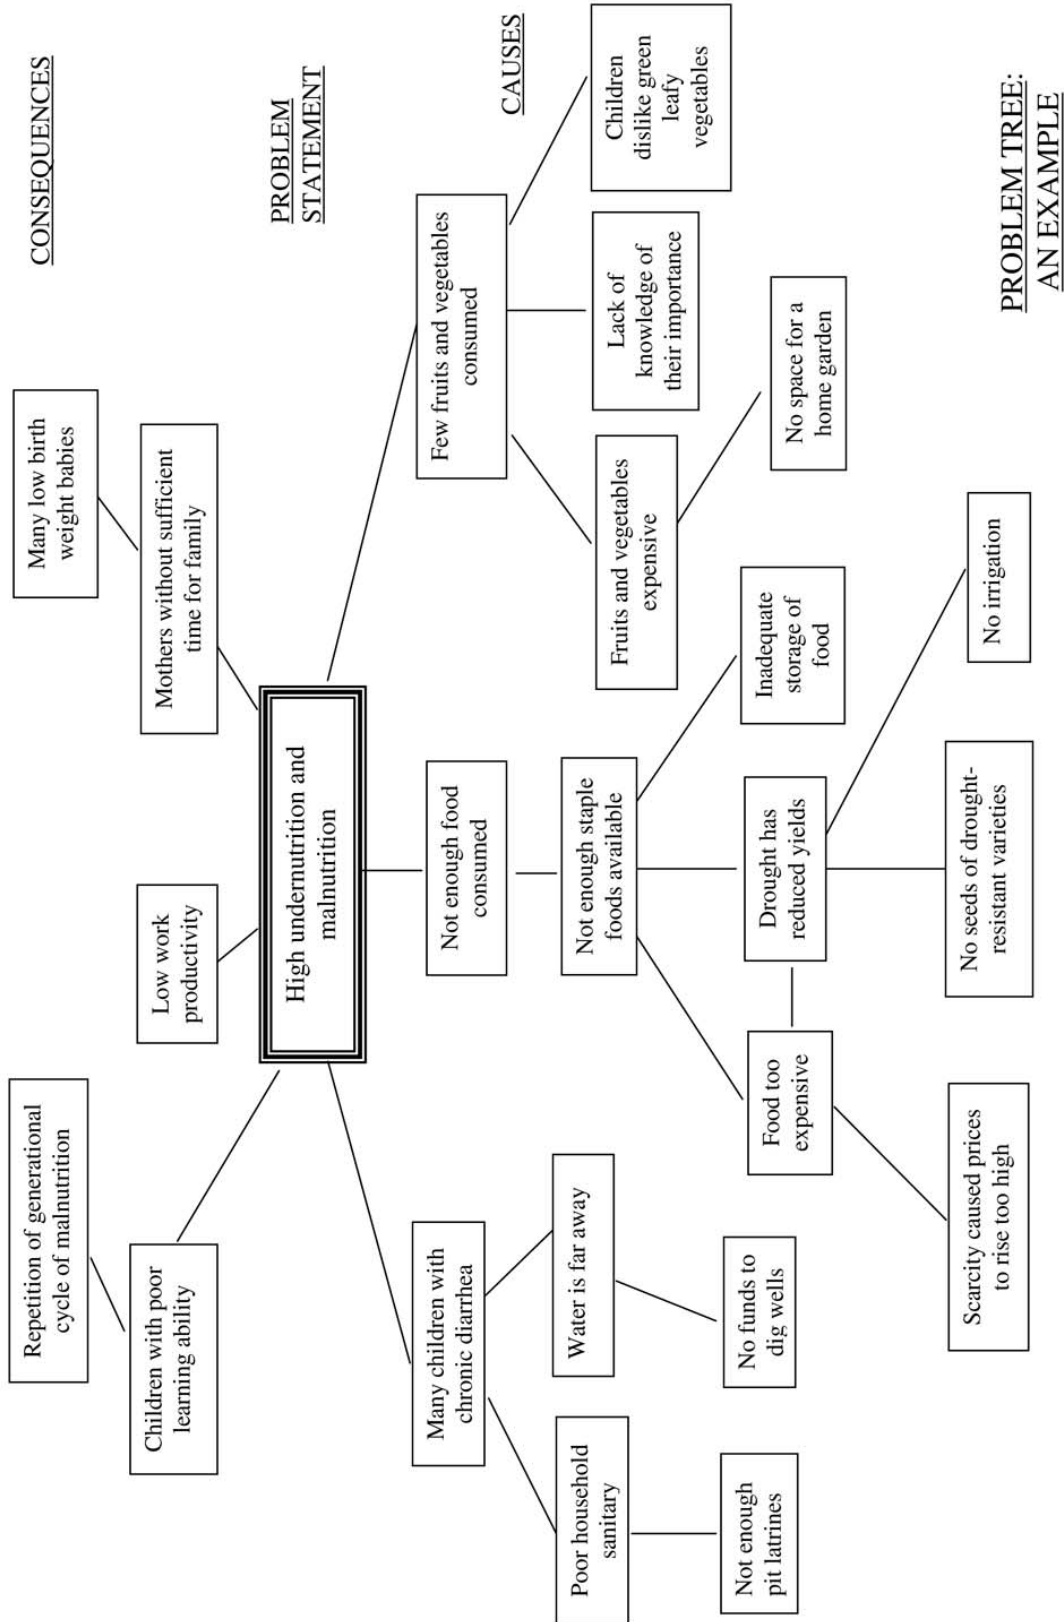 Repetition of generational
cycle of malnutrition
Many low birth
weight babies
CONSEQUENCES
Children with poor
learning ability
Low work
productivity
Mothers without sufficient
time for family
High undernutrition and
malnutrition
PROBLEM
STATEMENT
Many children with
chronic diarrhea
Not enough food
consumed
Few fruits and vegetables
consumed
CAUSES
Poor household
sanitary
Water is far away
Not enough staple
foods available
Fruits and vegetables
expensive
Lack of
knowledge of
their importance
Children
dislike green
leafy
vegetables
Not enough
pit latrines
No funds to
dig wells
Food too
expensive
Drought has
reduced yields
Inadequate
storage of
food
No space for a
home garden
Scarcity caused prices
to rise too high
No seeds of drought-
resistant varieties
No irrigation
PROBLEM TREE:
AN EXAMPLE